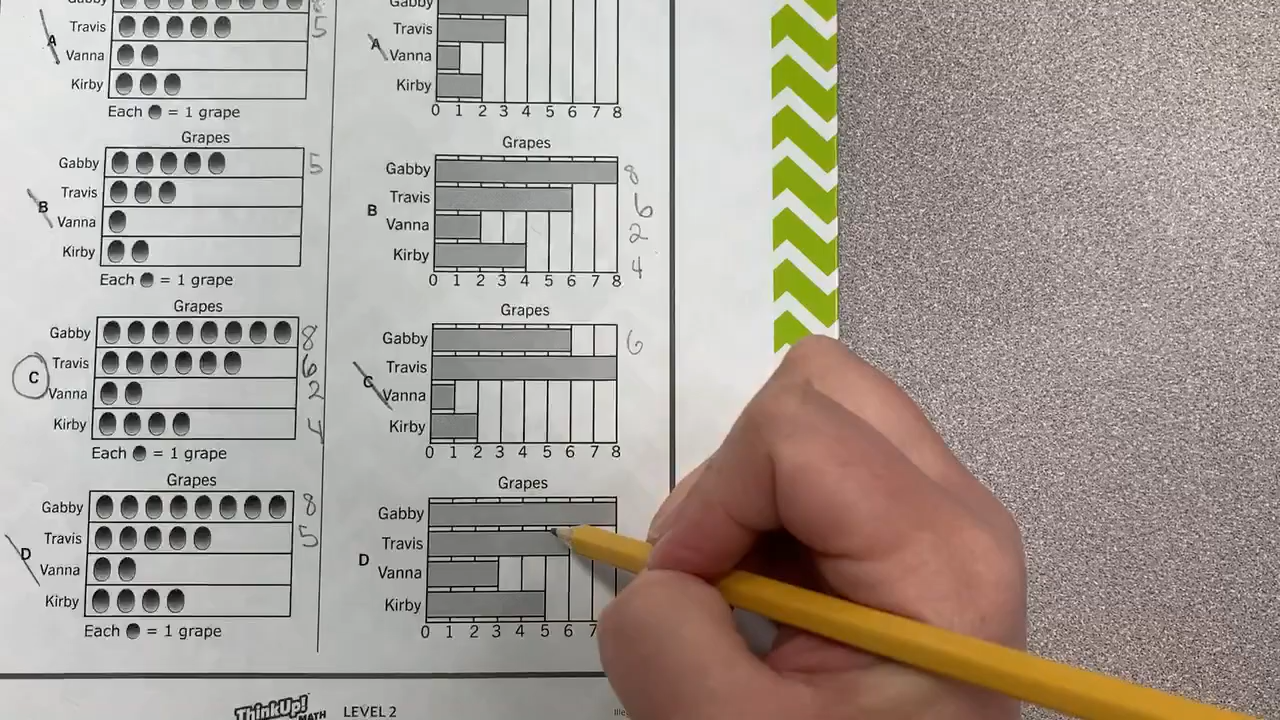 Gabby
Travis 5
A
Vanna
Kirby
Each = 1 grape
Grapes
Gabby 5
Travis
B
Vanna
Kirby
Each = 1 grape
Grapes
Gabby 8
Travis 6
C
Vanna 2
Kirby 4
Each = 1 grape
Grapes
Gabby 8
Travis 5
D
Vanna
Kirby
Each = 1 grape
Gabby
Travis
A
Vanna
Kirby
0 1 2 3 4 5 6 7 8
Grapes
Gabby 8
Travis 6
B
Vanna 2
Kirby 4
0 1 2 3 4 5 6 7 8
Grapes
Gabby 6
Travis
C
Vanna
Kirby
0 1 2 3 4 5 6 7 8
Grapes
Gabby
Travis
D
Vanna
Kirby
0 1 2 3 4 5 6 7
ThinkUp! MATH LEVEL 2